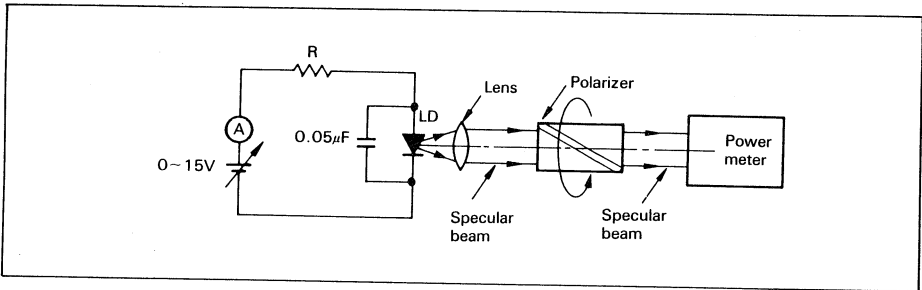 R
A
0~15V
0.05μF
LD
Lens
Polarizer
Specular
beam
Specular
beam
Power
meter